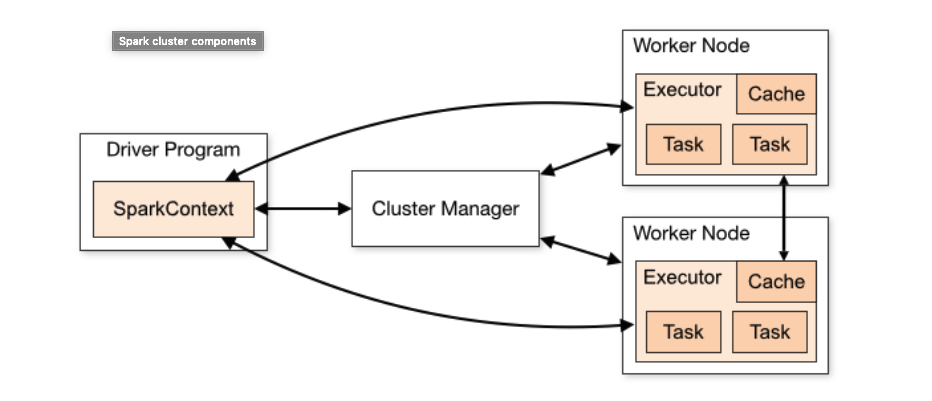 Spark cluster components
Worker Node
Executor
Cache
Task
Task
Driver Program
SparkContext
Cluster Manager
Worker Node
Executor
Cache
Task
Task